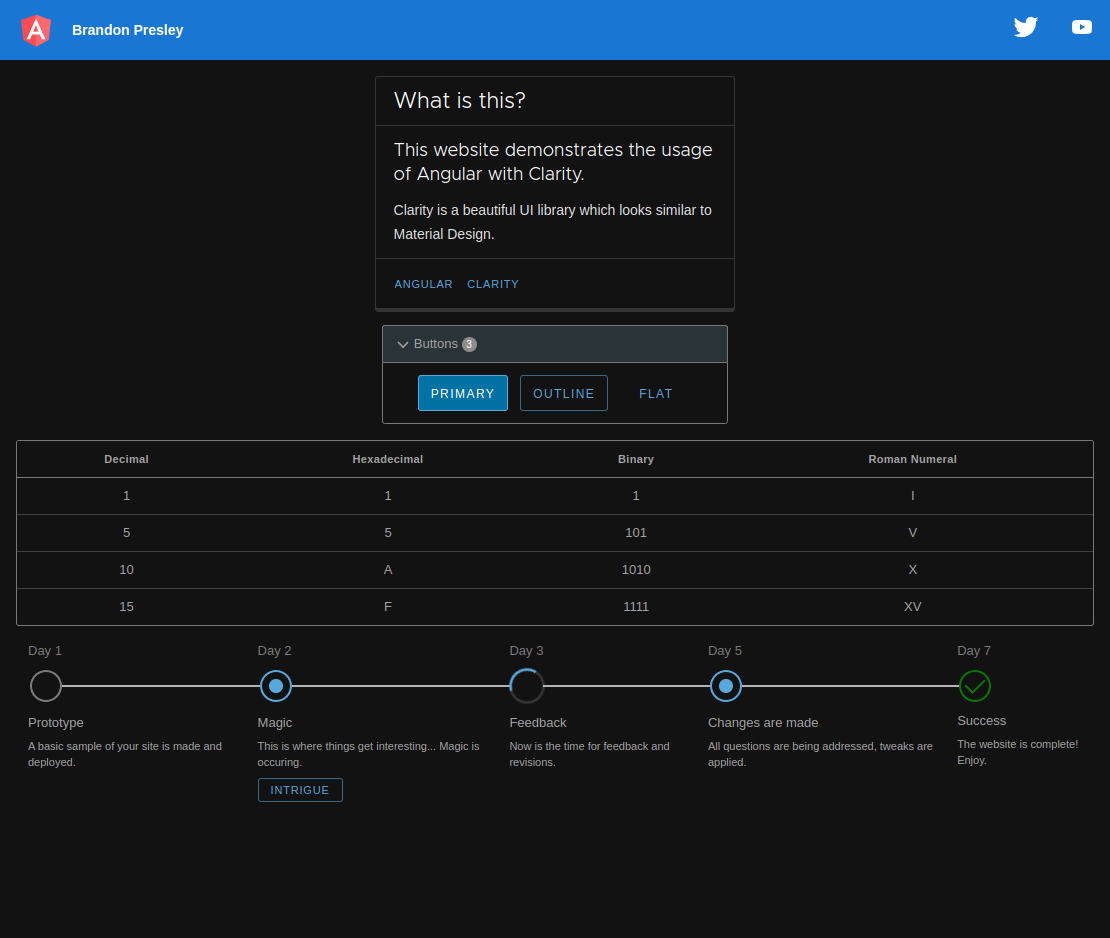 Brandon Presley
What is this?
This website demonstrates the usage
of Angular with Clarity.
Clarity is a beautiful UI library which looks similar to
Material Design.
ANGULAR CLARITY
Buttons 3
PRIMARY OUTLINE FLAT
Decimal Hexadecimal Binary Roman Numeral
1 1 1 I
5 5 101 V
10 A 1010 X
15 F 1111 XV
Day 1 Day 2 Day 3 Day 5 Day 7
Prototype Magic Feedback Changes are made Success
A basic sample of your site is made and
deployed.
This is where things get interesting... Magic is
occuring.
INTRIGUE
Now is the time for feedback and
revisions.
All questions are being addressed, tweaks are
applied.
The website is complete!
Enjoy.